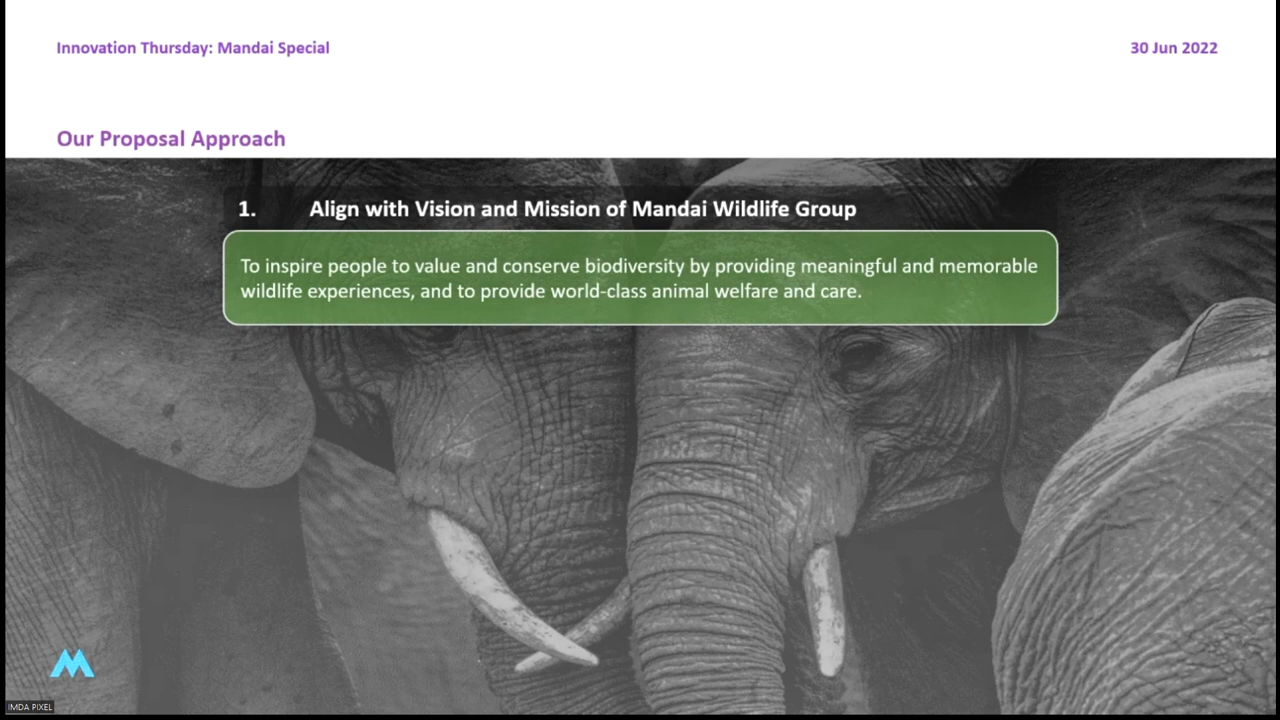 Innovation Thursday: Mandai Special
30 Jun 2022
Our Proposal Approach
1. Align with Vision and Mission of Mandai Wildlife Group
To inspire people to value and conserve biodiversity by providing meaningful and memorable
wildlife experiences, and to provide world-class animal welfare and care.
IMDA PIXEL